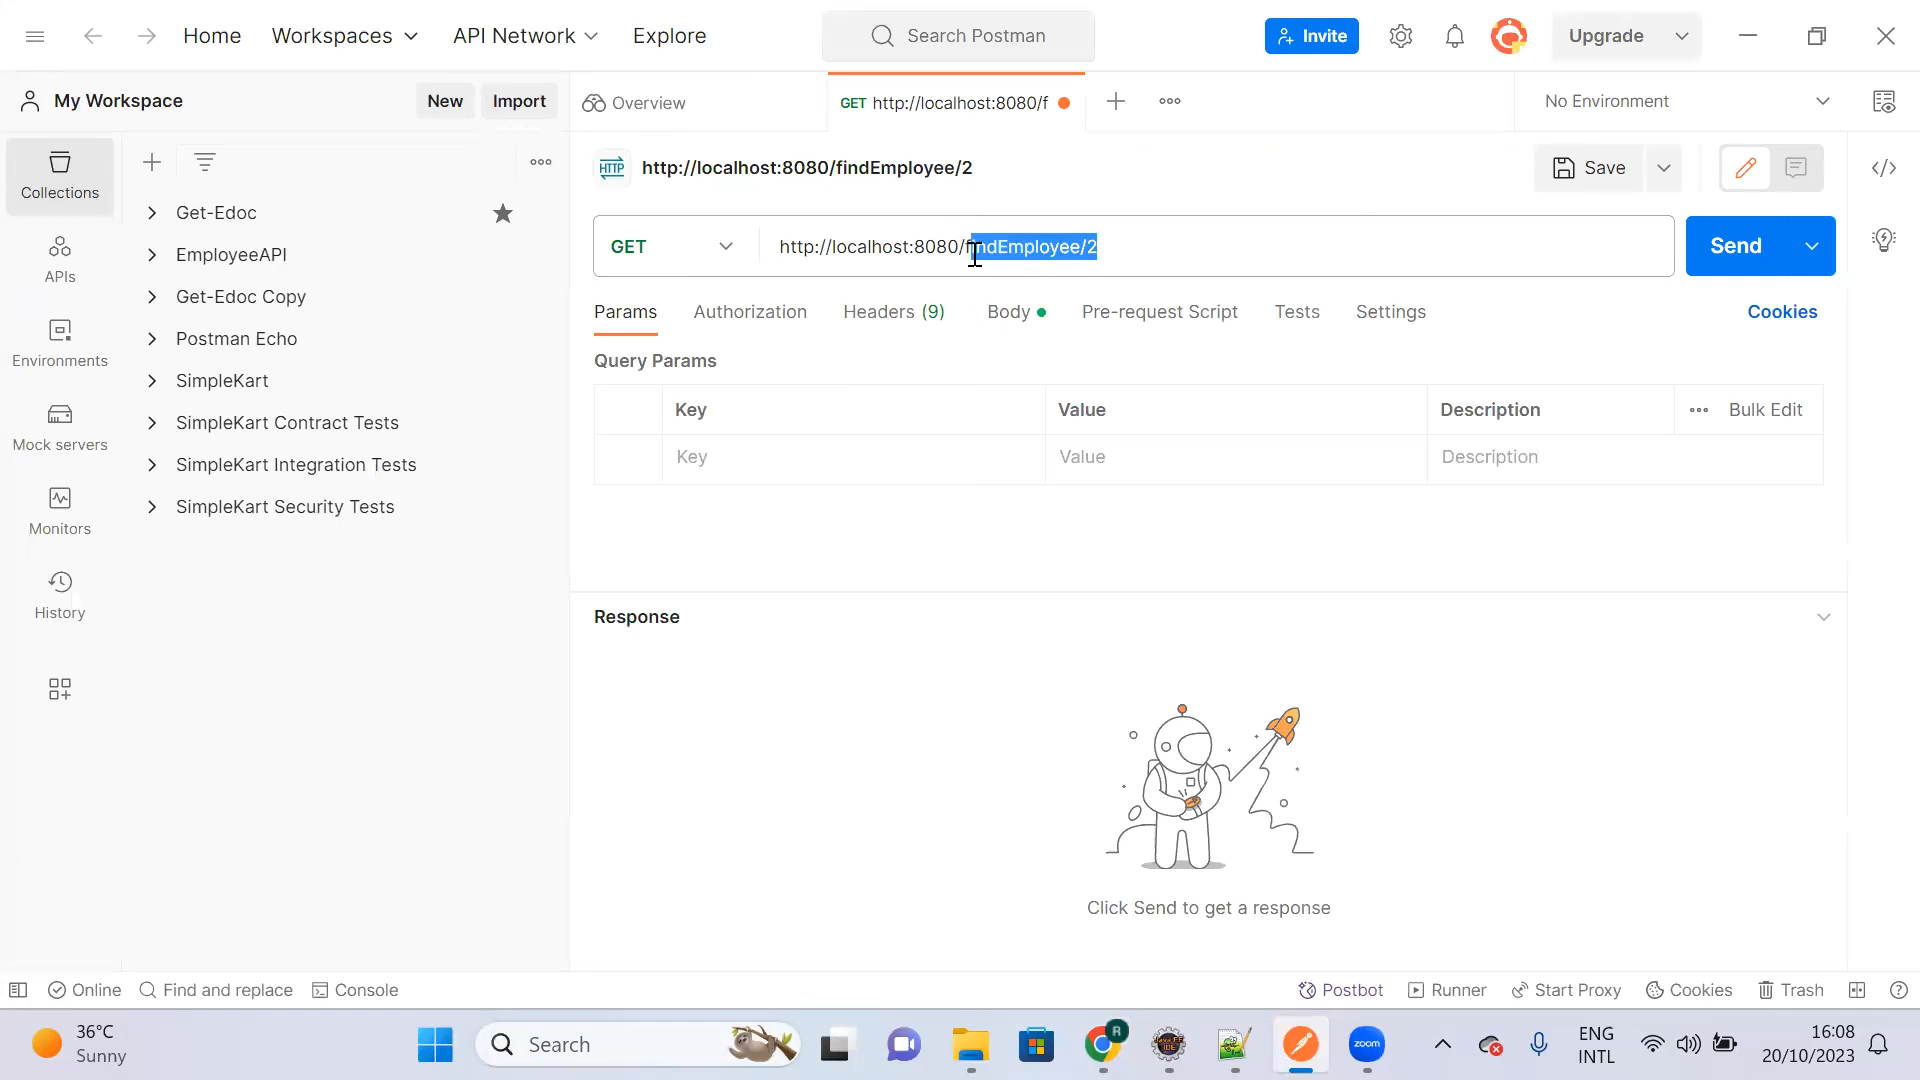 Home Workspaces API Network Explore Search Postman Invite Upgrade
My Workspace New Import Overview GET http://localhost:8080/f No Environment
Collections
APIs
Environments
Mock servers
Monitors
History
Get-Edoc
EmployeeAPI
Get-Edoc Copy
Postman Echo
SimpleKart
SimpleKart Contract Tests
SimpleKart Integration Tests
SimpleKart Security Tests
HTTP http://localhost:8080/findEmployee/2 Save
GET http://localhost:8080/findEmployee/2 Send
Params Authorization Headers (9) Body Pre-request Script Tests Settings Cookies
Query Params
Key Value Description Bulk Edit
Key Value Description
Response
Click Send to get a response
Online Find and replace Console Postbot Runner Start Proxy Cookies Trash
36°C
Sunny
Search
R
zoom
ENG
INTL
16:08
20/10/2023